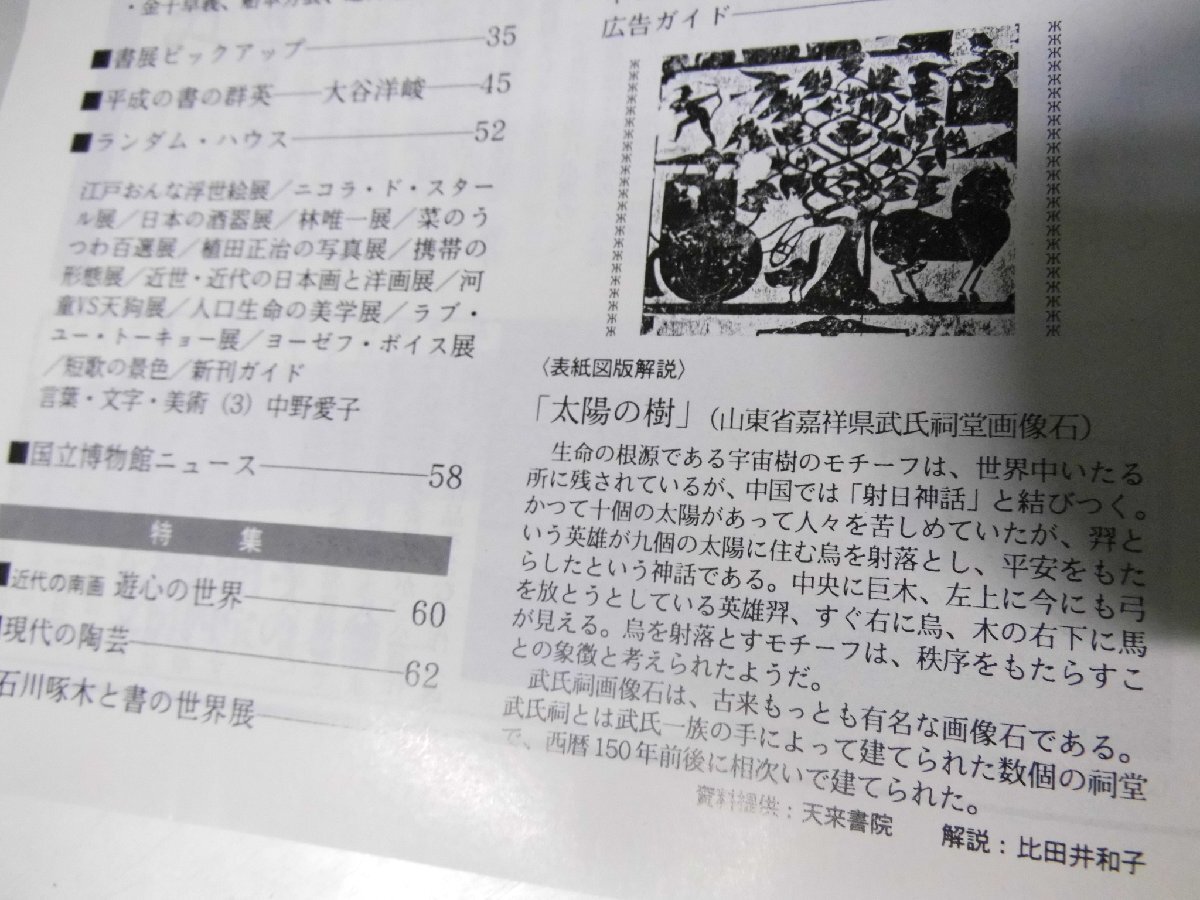 ■書展ピックアップ――35
■平成の書の群英――大谷洋峻――45
■ランダム・ハウス――52
江戸おんな浮世絵展／ニコラ・ド・スター
ル展／日本の酒器展／林唯一展／菜のう
つわ百選展／植田正治の写真展／携帯の
形態展／近世・近代の日本画と洋画展／河
童VS天狗展／人口生命の美学展／ラブ・
ユー・トーキョー展／ヨーゼフ・ボイス展
／短歌の景色／新刊ガイド
言葉・文字・美術（3）中野愛子
■国立博物館ニュース――58
特集
■近代の南画 遊心の世界――60
現代の陶芸――62
石川啄木と書の世界展――
広告ガイド――
〈表紙図版解説〉
「太陽の樹」（山東省嘉祥県武氏祠堂画像石）
生命の根源である宇宙樹のモチーフは、世界中いたる
所に残されているが、中国では「射日神話」と結びつく。
かつて十個の太陽があって人々を苦しめていたが、羿と
いう英雄が九個の太陽に住む烏を射落とし、平安をもた
らしたという神話である。中央に巨木、左上に今にも弓
を放とうとしている英雄羿、すぐ右に烏、木の右下に馬
が見える。烏を射落とすモチーフは、秩序をもたらすこ
との象徴と考えられたようだ。
武氏祠画像石は、古来もっとも有名な画像石である。
武氏祠とは武氏一族の手によって建てられた数個の祠堂
で、西暦150年前後に相次いで建てられた。
資料提供：天来書院　解説：比田井和子